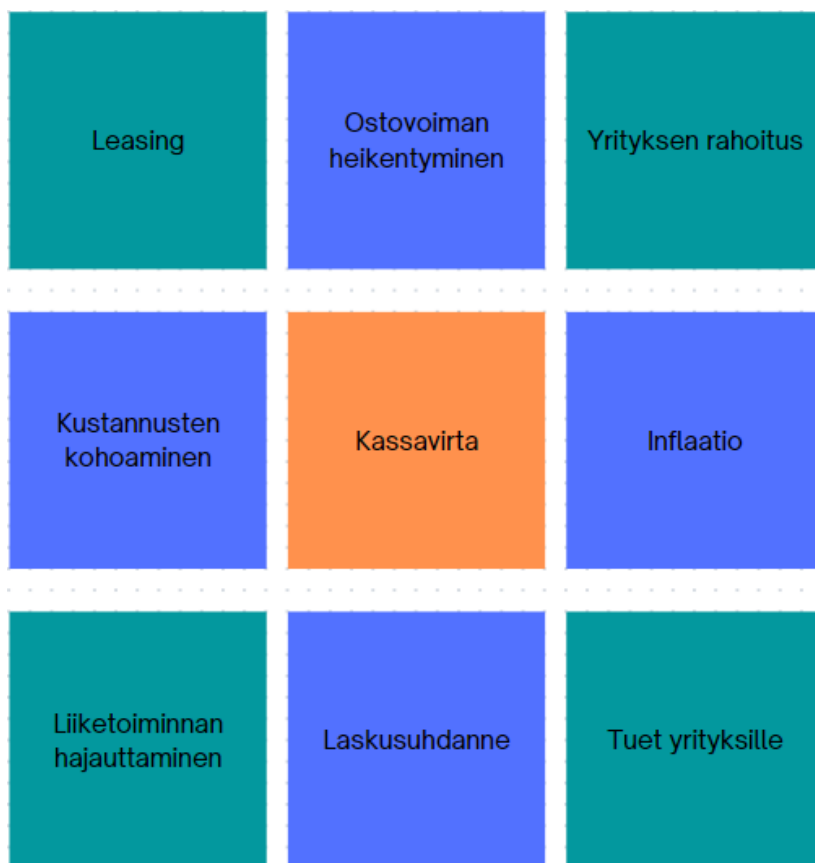 Leasing
Ostovoiman
heikentyminen
Yrityksen rahoitus
Kustannusten
kohoaminen
Kassavirta
Inflaatio
Liiketoiminnan
hajauttaminen
Laskusuhdanne
Tuet yrityksille